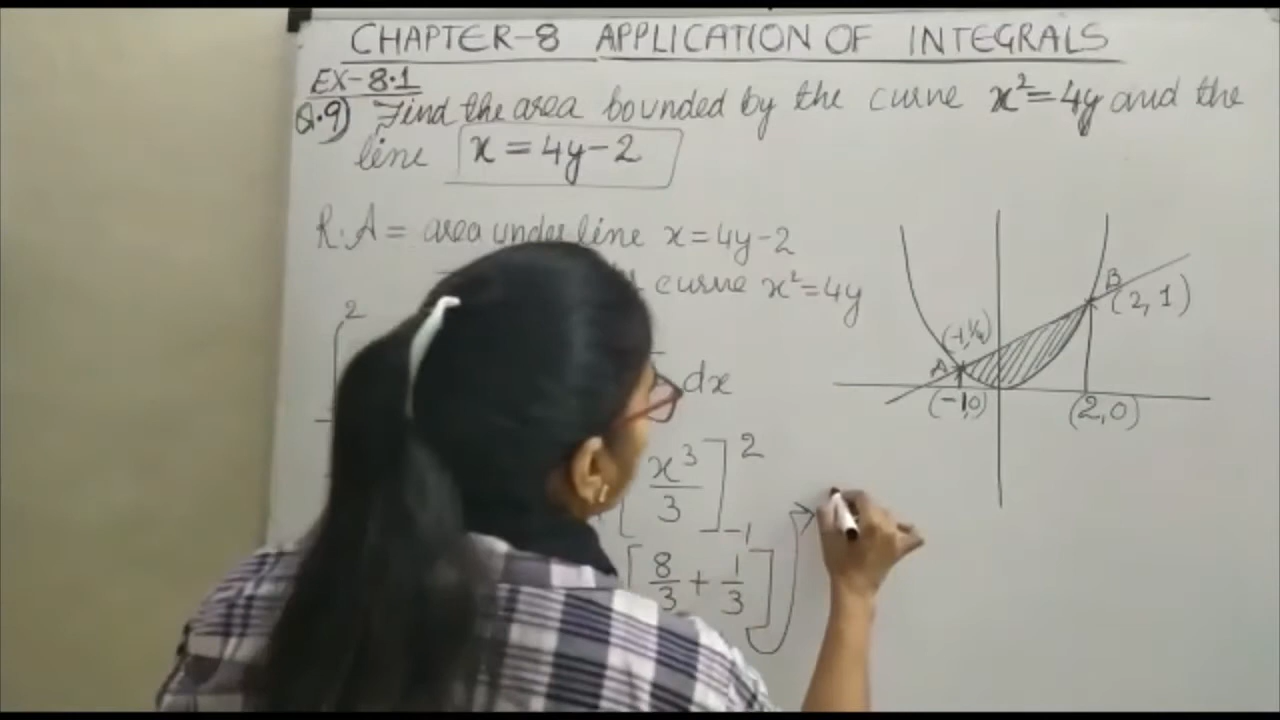 CHAPTER-8 APPLICATION OF INTEGRALS
EX-8.1
Q.9) Find the area bounded by the curve x²=4y and the
line x=4y-2
R.A= area under line x=4y-2
curve x²=4y
2
dx
[x³/3]²₋₁
[8/3 + 1/3]
B
(2, 1)
(-1, 1/4)
A
(-1,0)
(2,0)